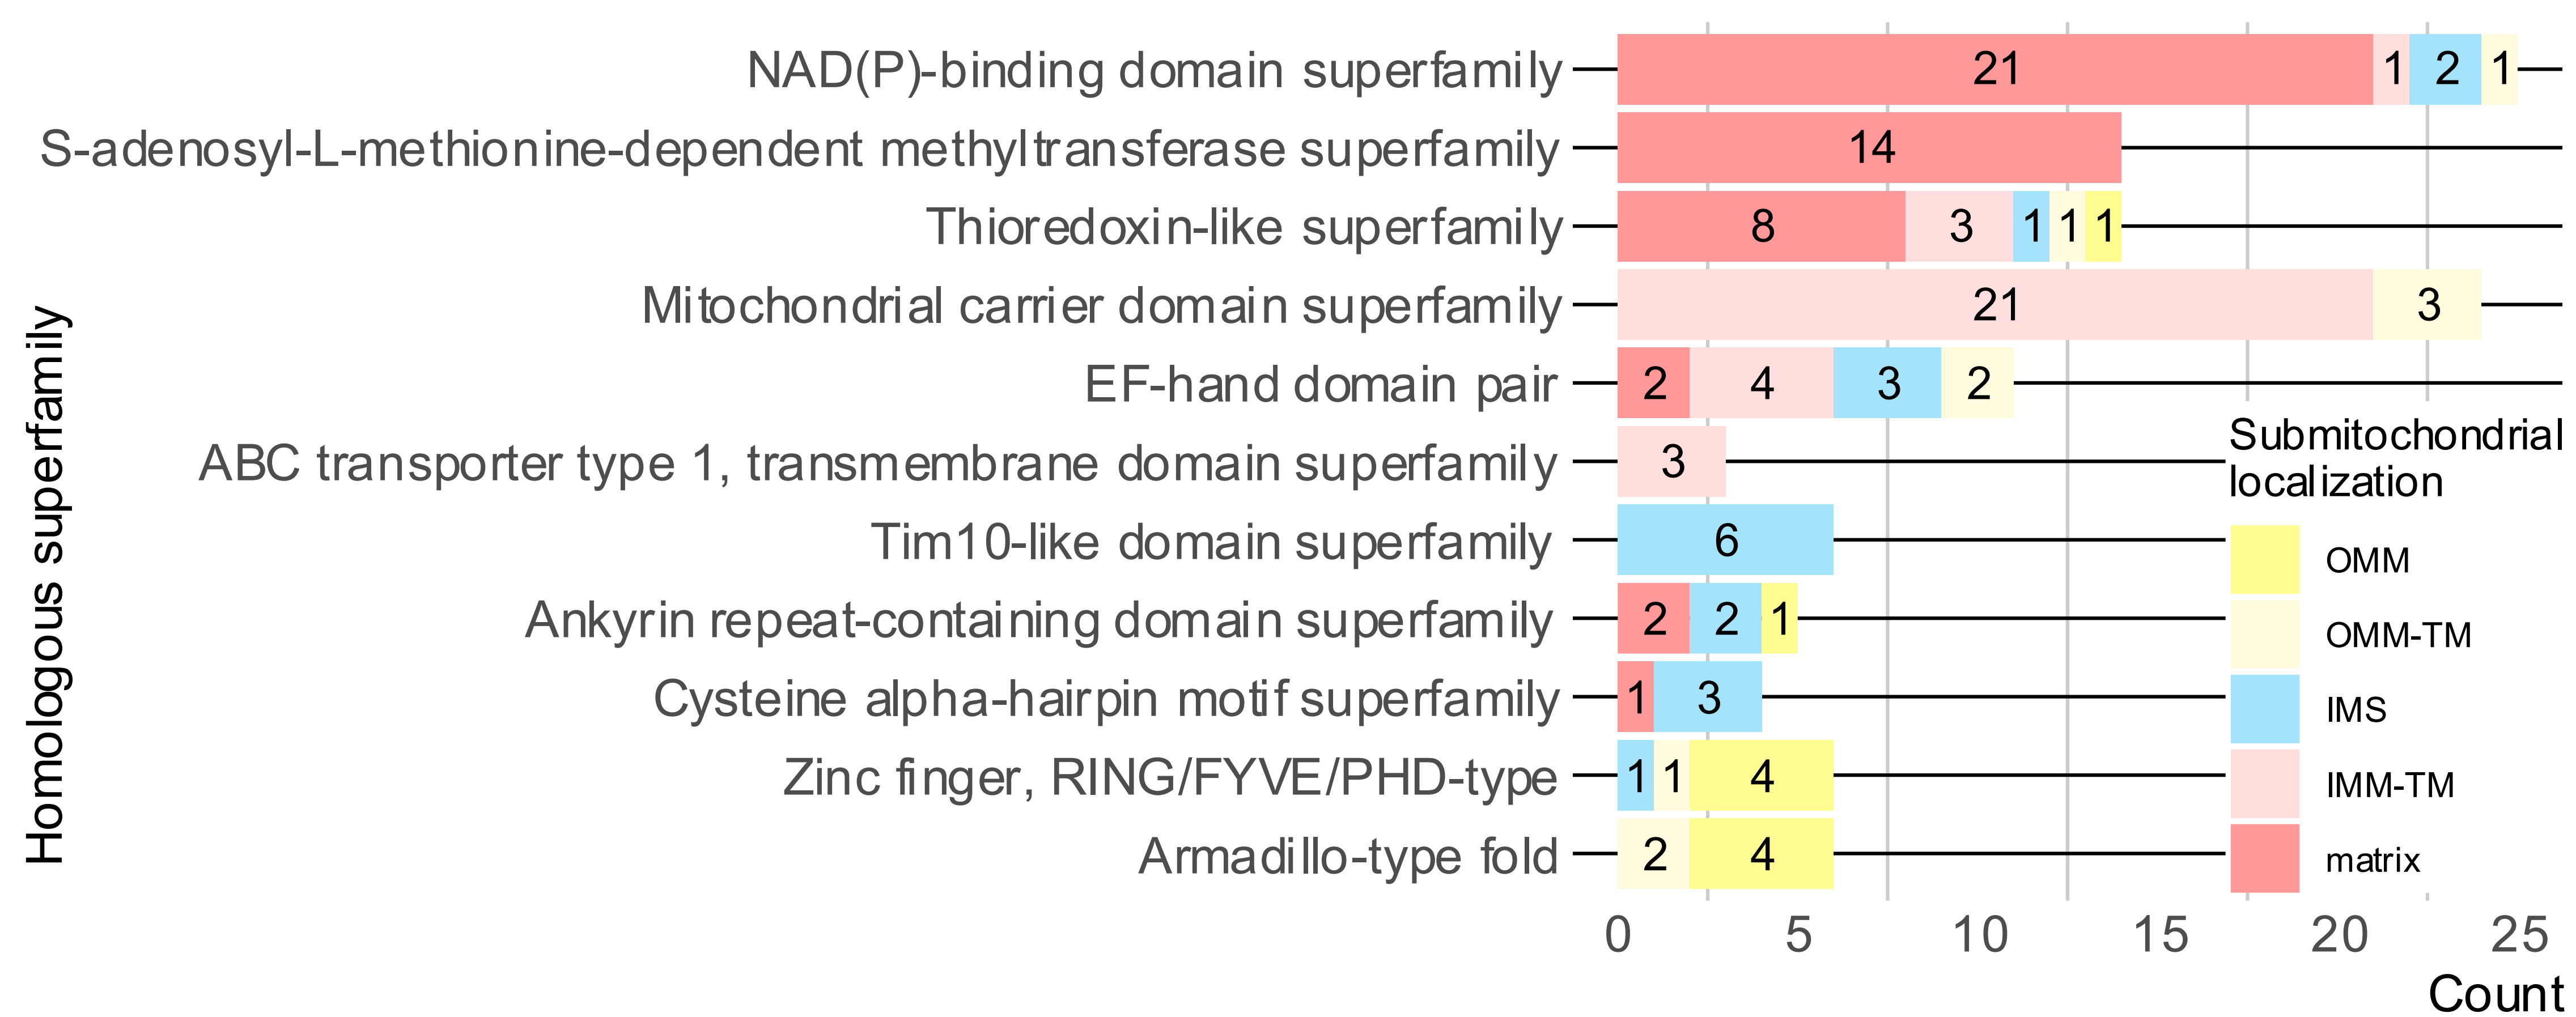 Homologous superfamily
NAD(P)-binding domain superfamily 21 1 2 1
S-adenosyl-L-methionine-dependent methyltransferase superfamily 14
Thioredoxin-like superfamily 8 3 1 1 1
Mitochondrial carrier domain superfamily 21 3
EF-hand domain pair 2 4 3 2
ABC transporter type 1, transmembrane domain superfamily 3
Tim10-like domain superfamily 6
Ankyrin repeat-containing domain superfamily 2 2 1
Cysteine alpha-hairpin motif superfamily 1 3
Zinc finger, RING/FYVE/PHD-type 1 1 4
Armadillo-type fold 2 4
Submitochondrial
localization
OMM
OMM-TM
IMS
IMM-TM
matrix
0 5 10 15 20 25
Count